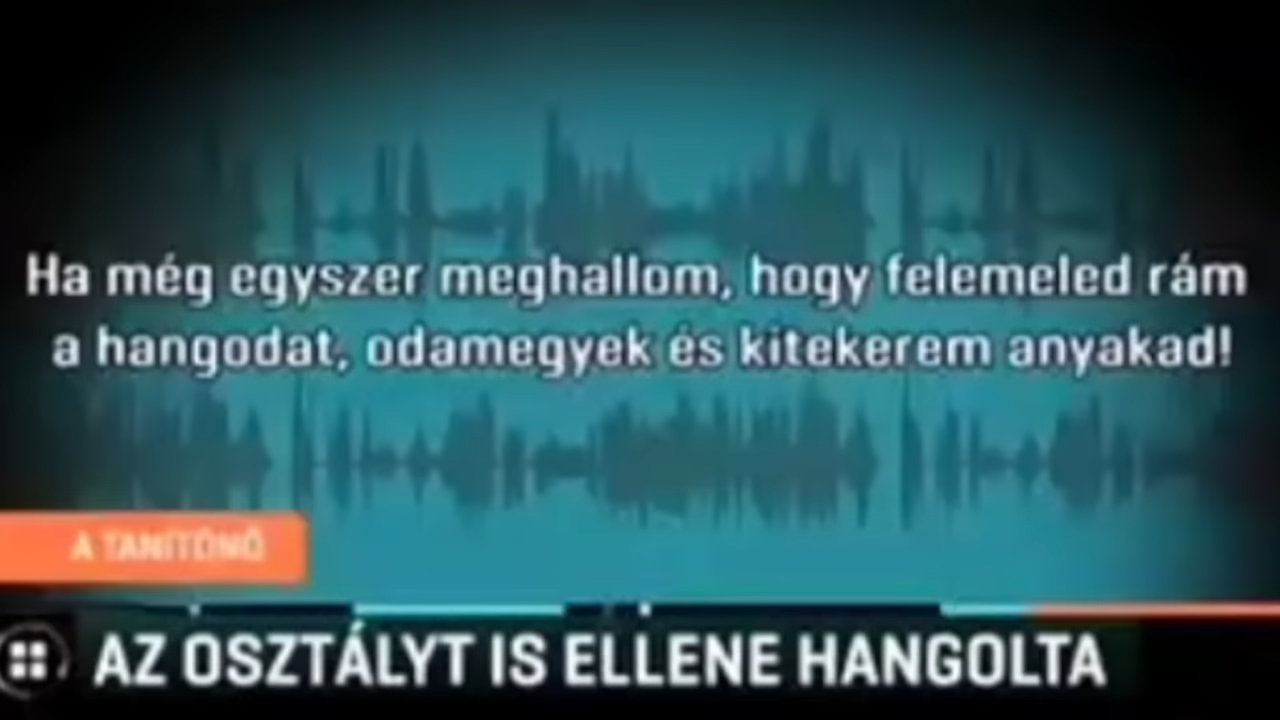 Ha még egyszer meghallom, hogy felemeled rám
a hangodat, odamegyek és kitekerem anyakad!
A TANÍTÓNŐ
AZ OSZTÁLYT IS ELLENE HANGOLTA